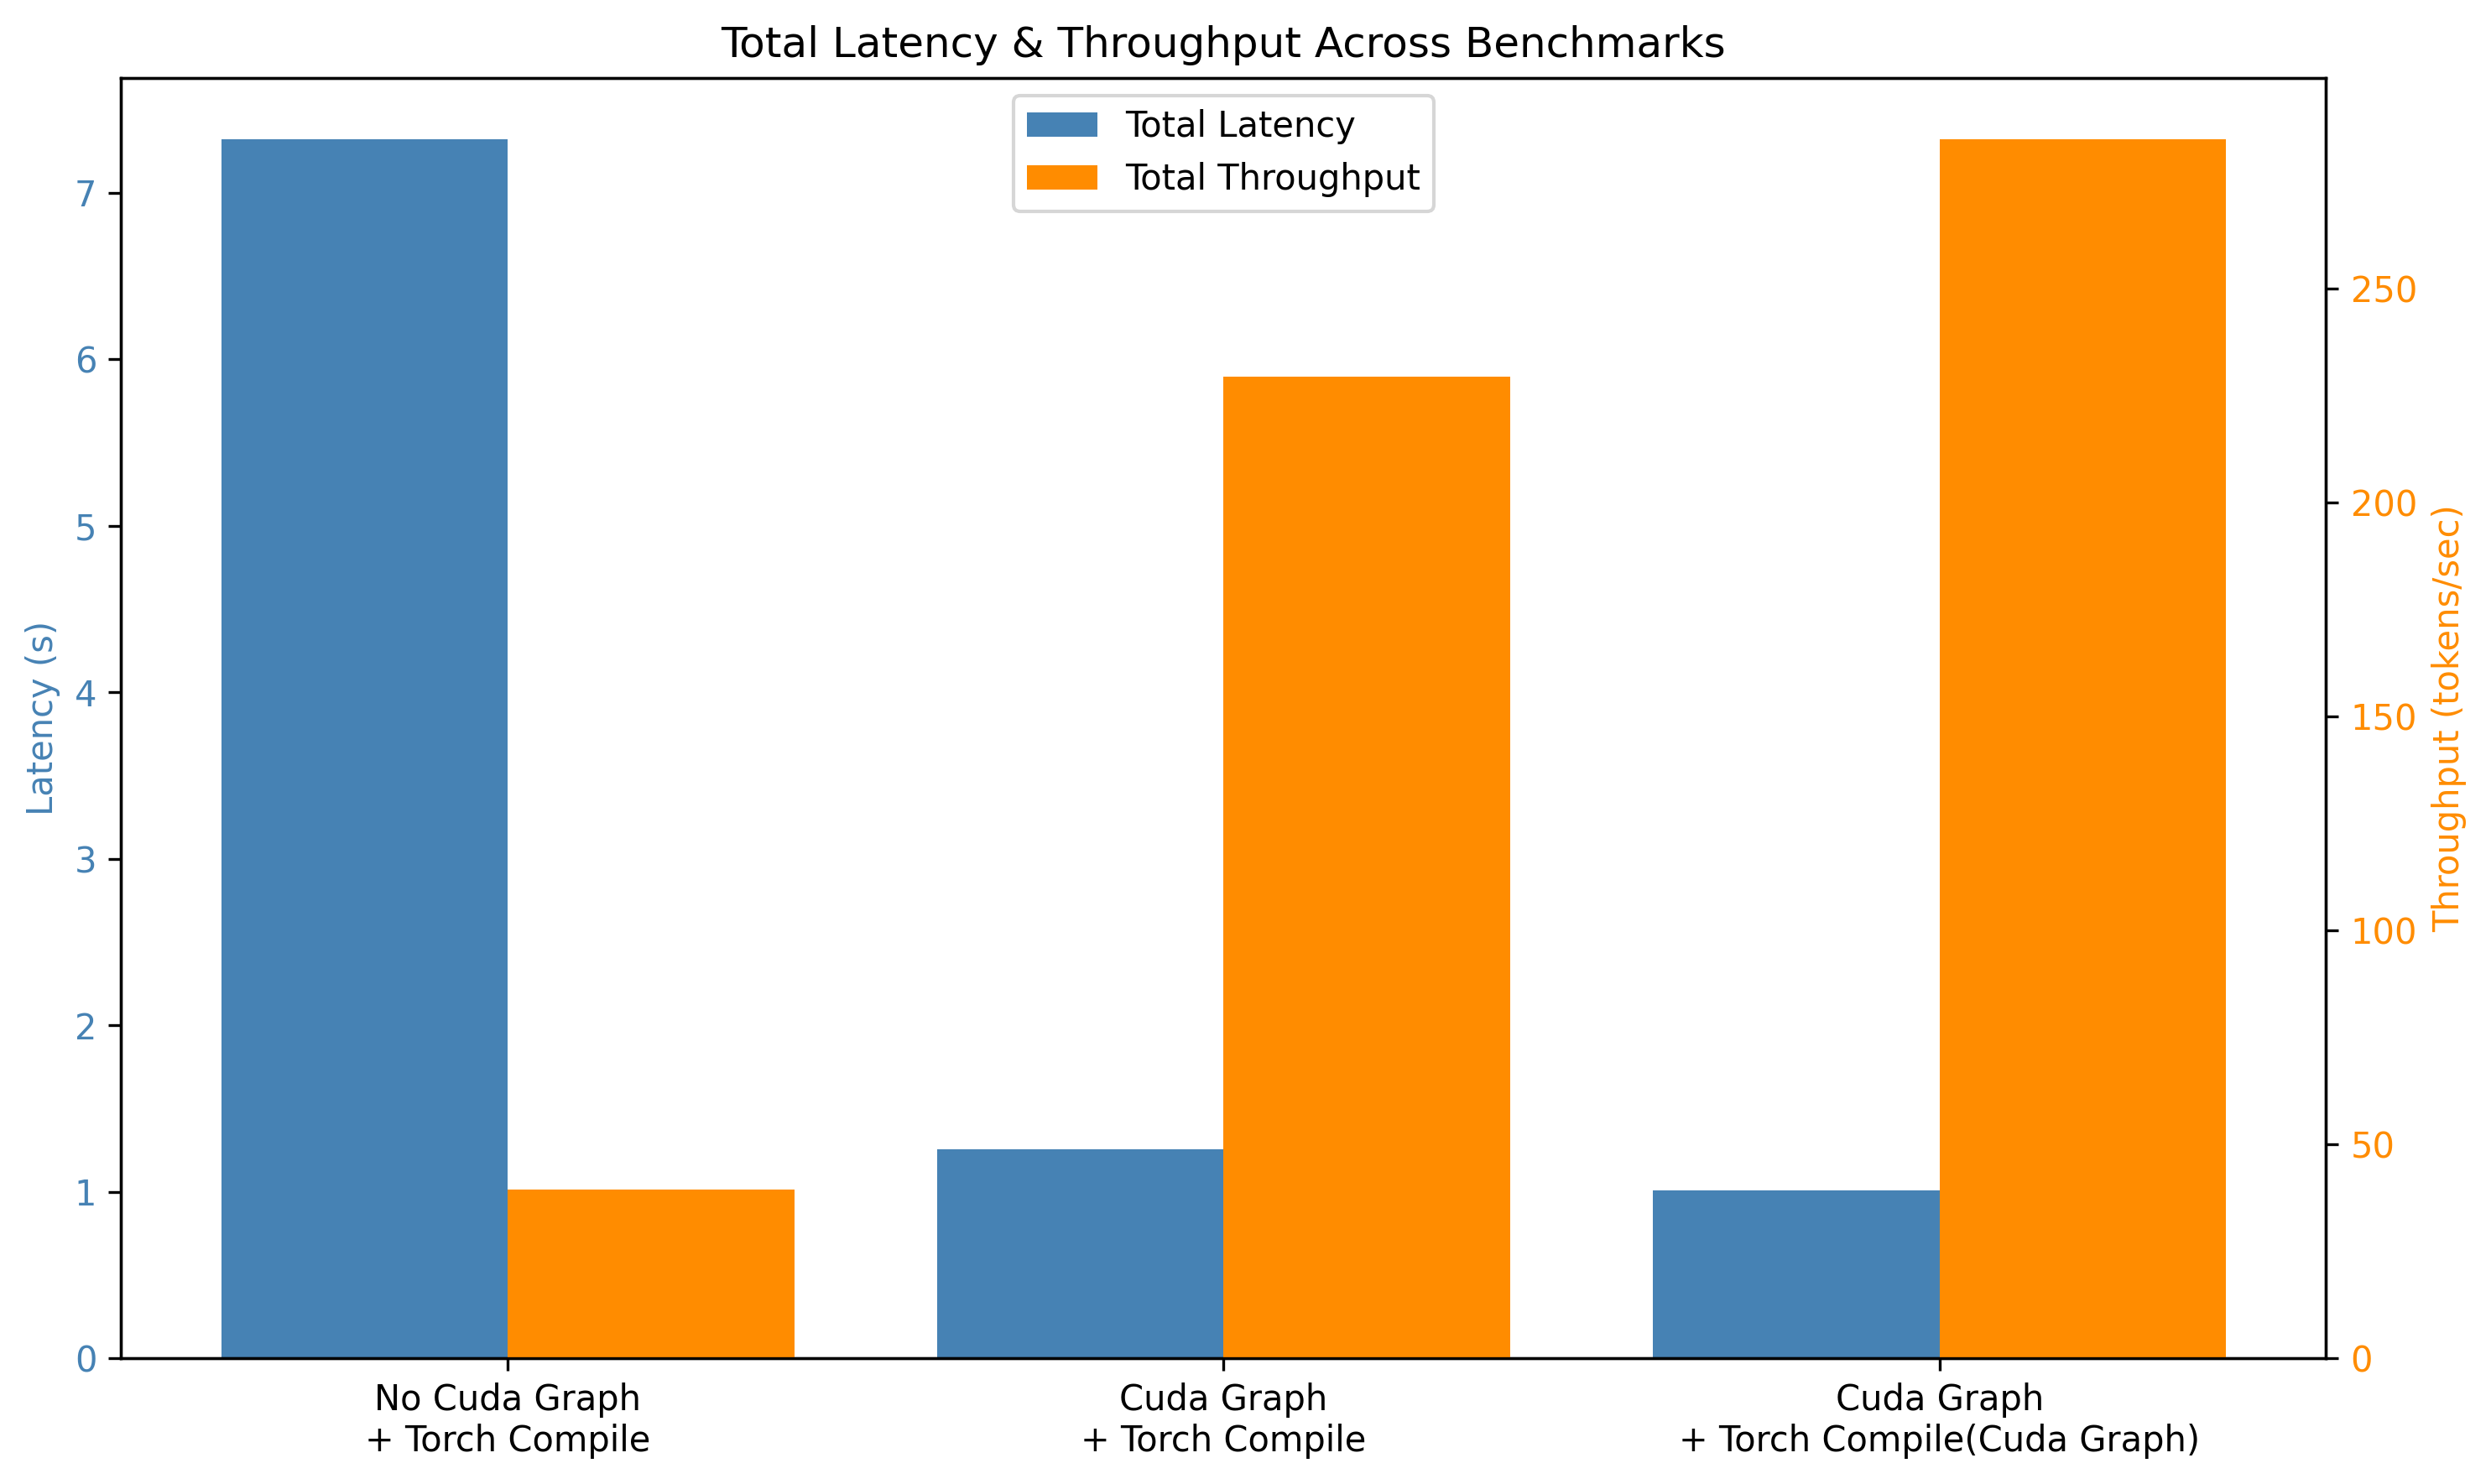 Total Latency & Throughput Across Benchmarks
Total Latency
Total Throughput
Latency (s)
7
6
5
4
3
2
1
0
250
200
150
100
50
0
Throughput (tokens/sec)
No Cuda Graph
+ Torch Compile
Cuda Graph
+ Torch Compile
Cuda Graph
+ Torch Compile(Cuda Graph)